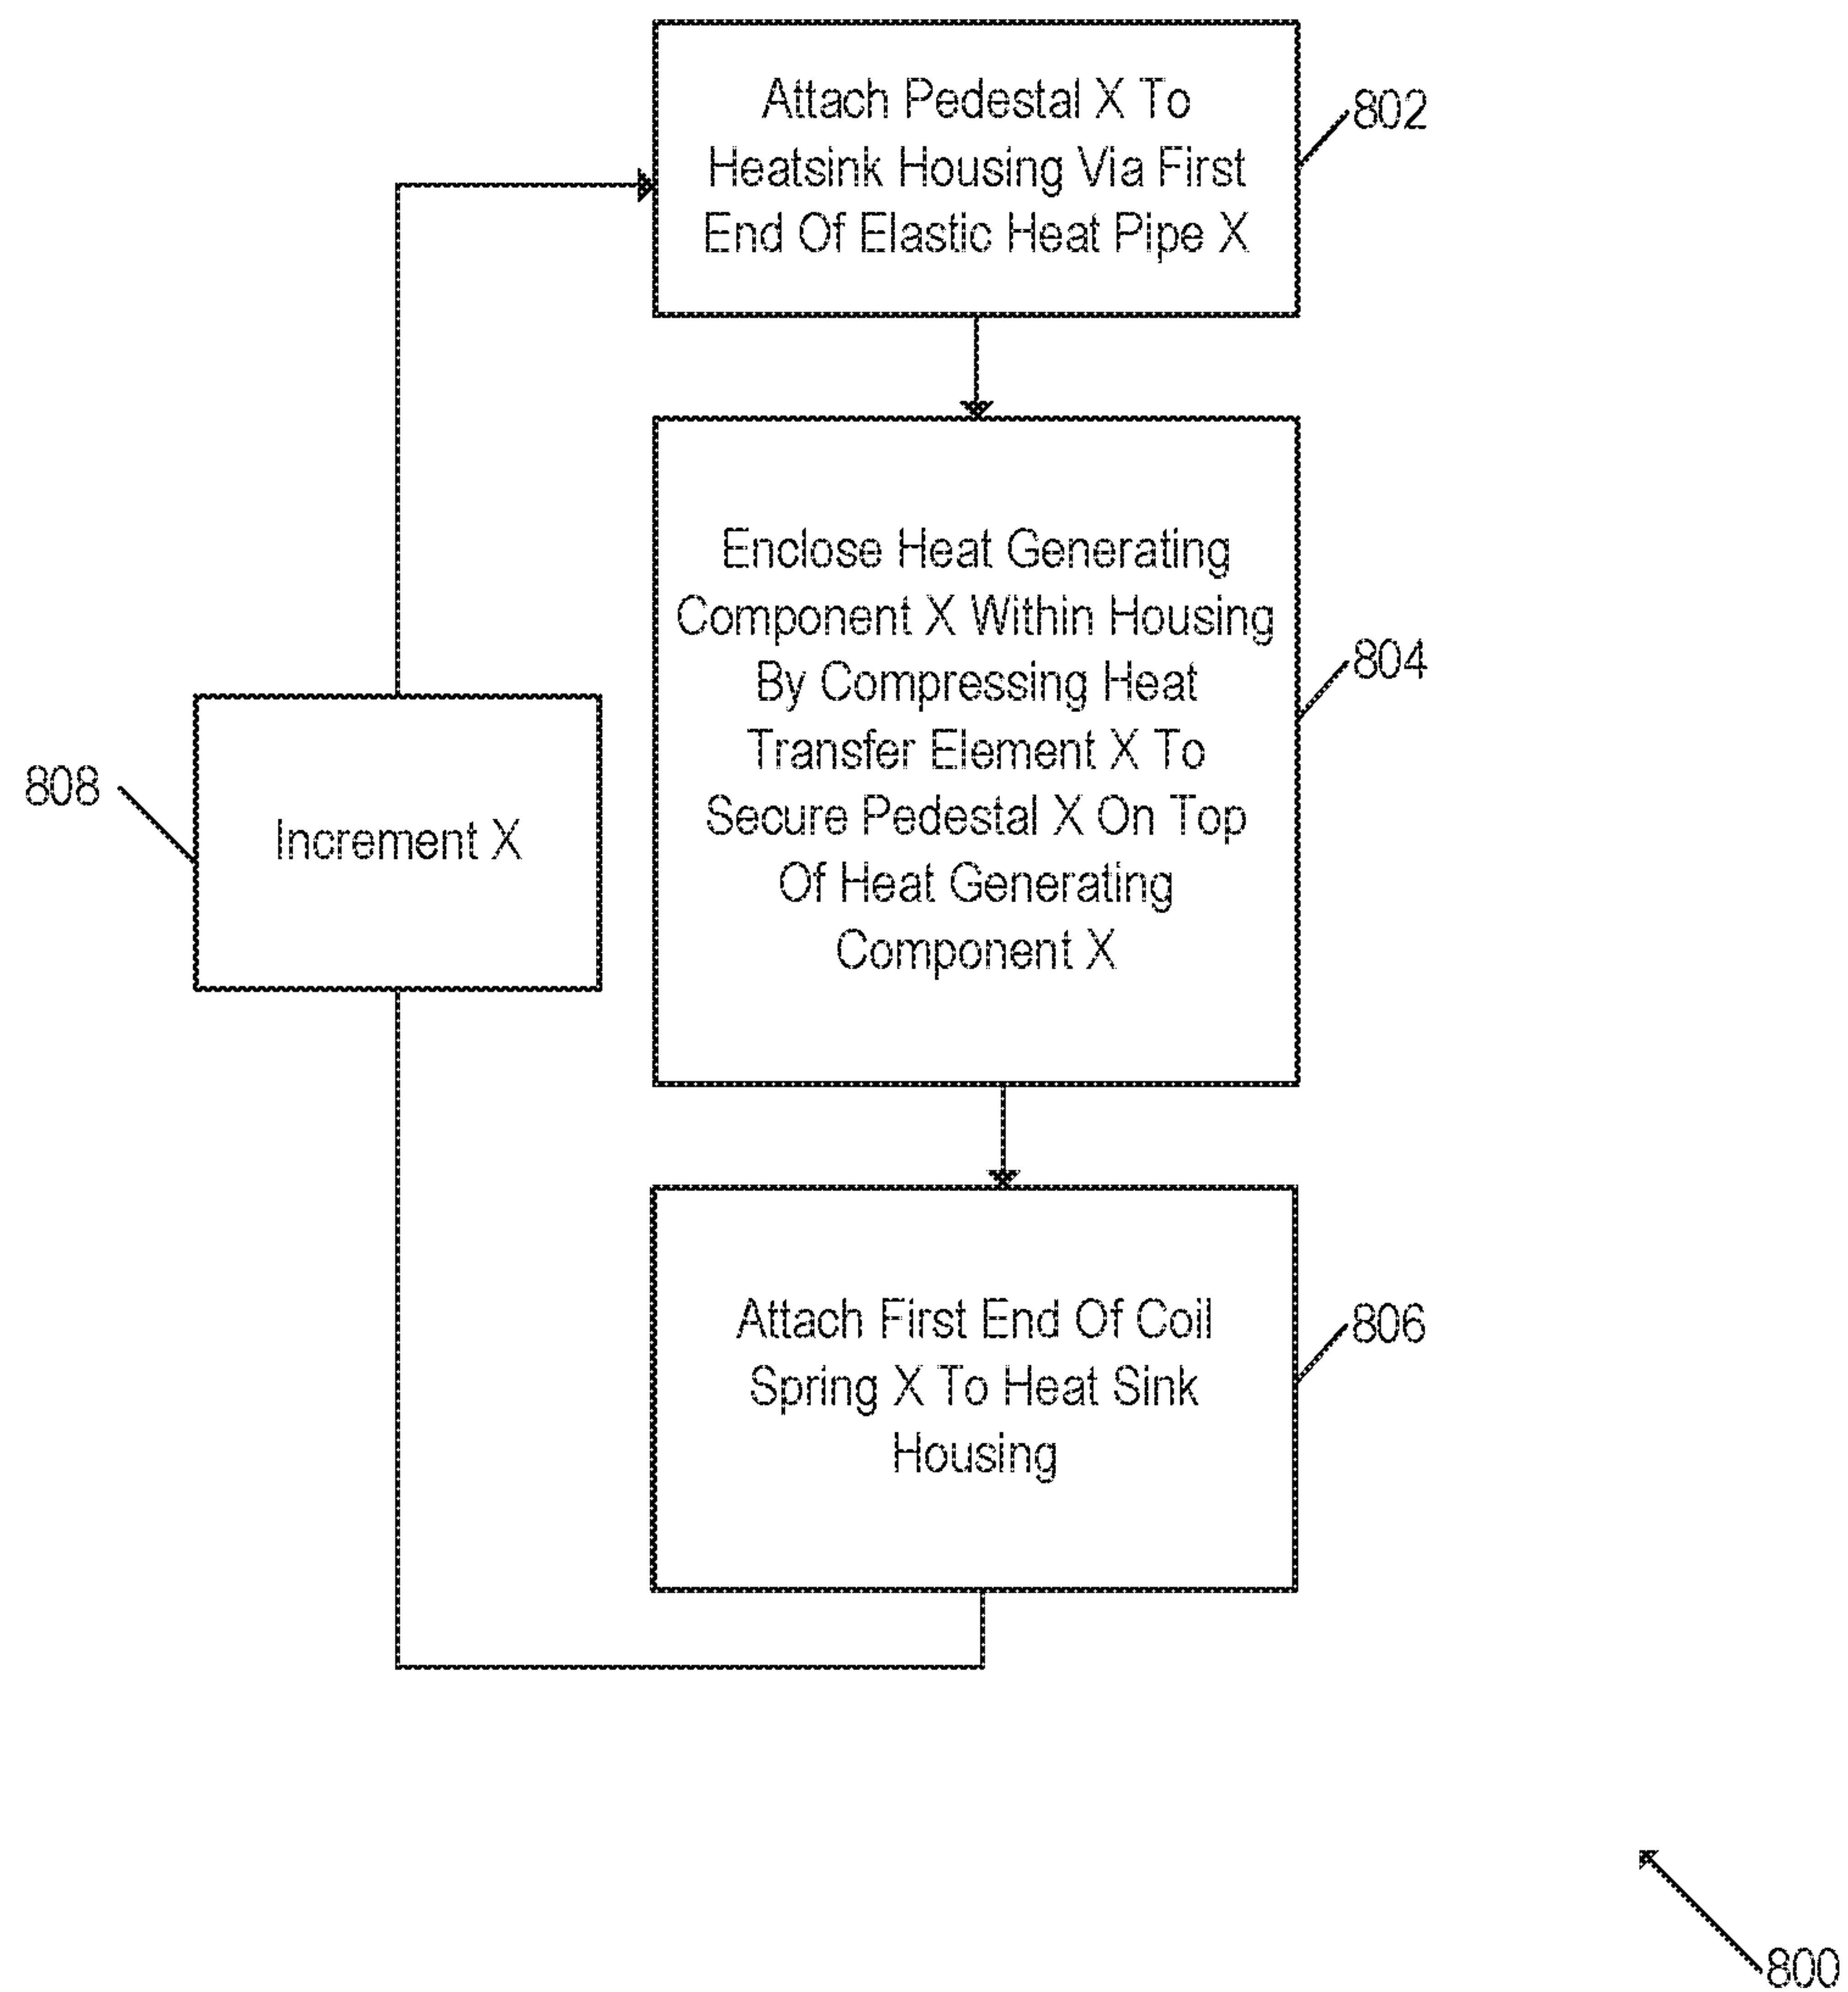 Attach Pedestal X To
Heatsink Housing Via First
End Of Elastic Heat Pipe X
802
Enclose Heat Generating
Component X Within Housing
By Compressing Heat
Transfer Element X To
Secure Pedestal X On Top
Of Heat Generating
Component X
804
808
Increment X
Attach First End Of Coil
Spring X To Heat Sink
Housing
806
800